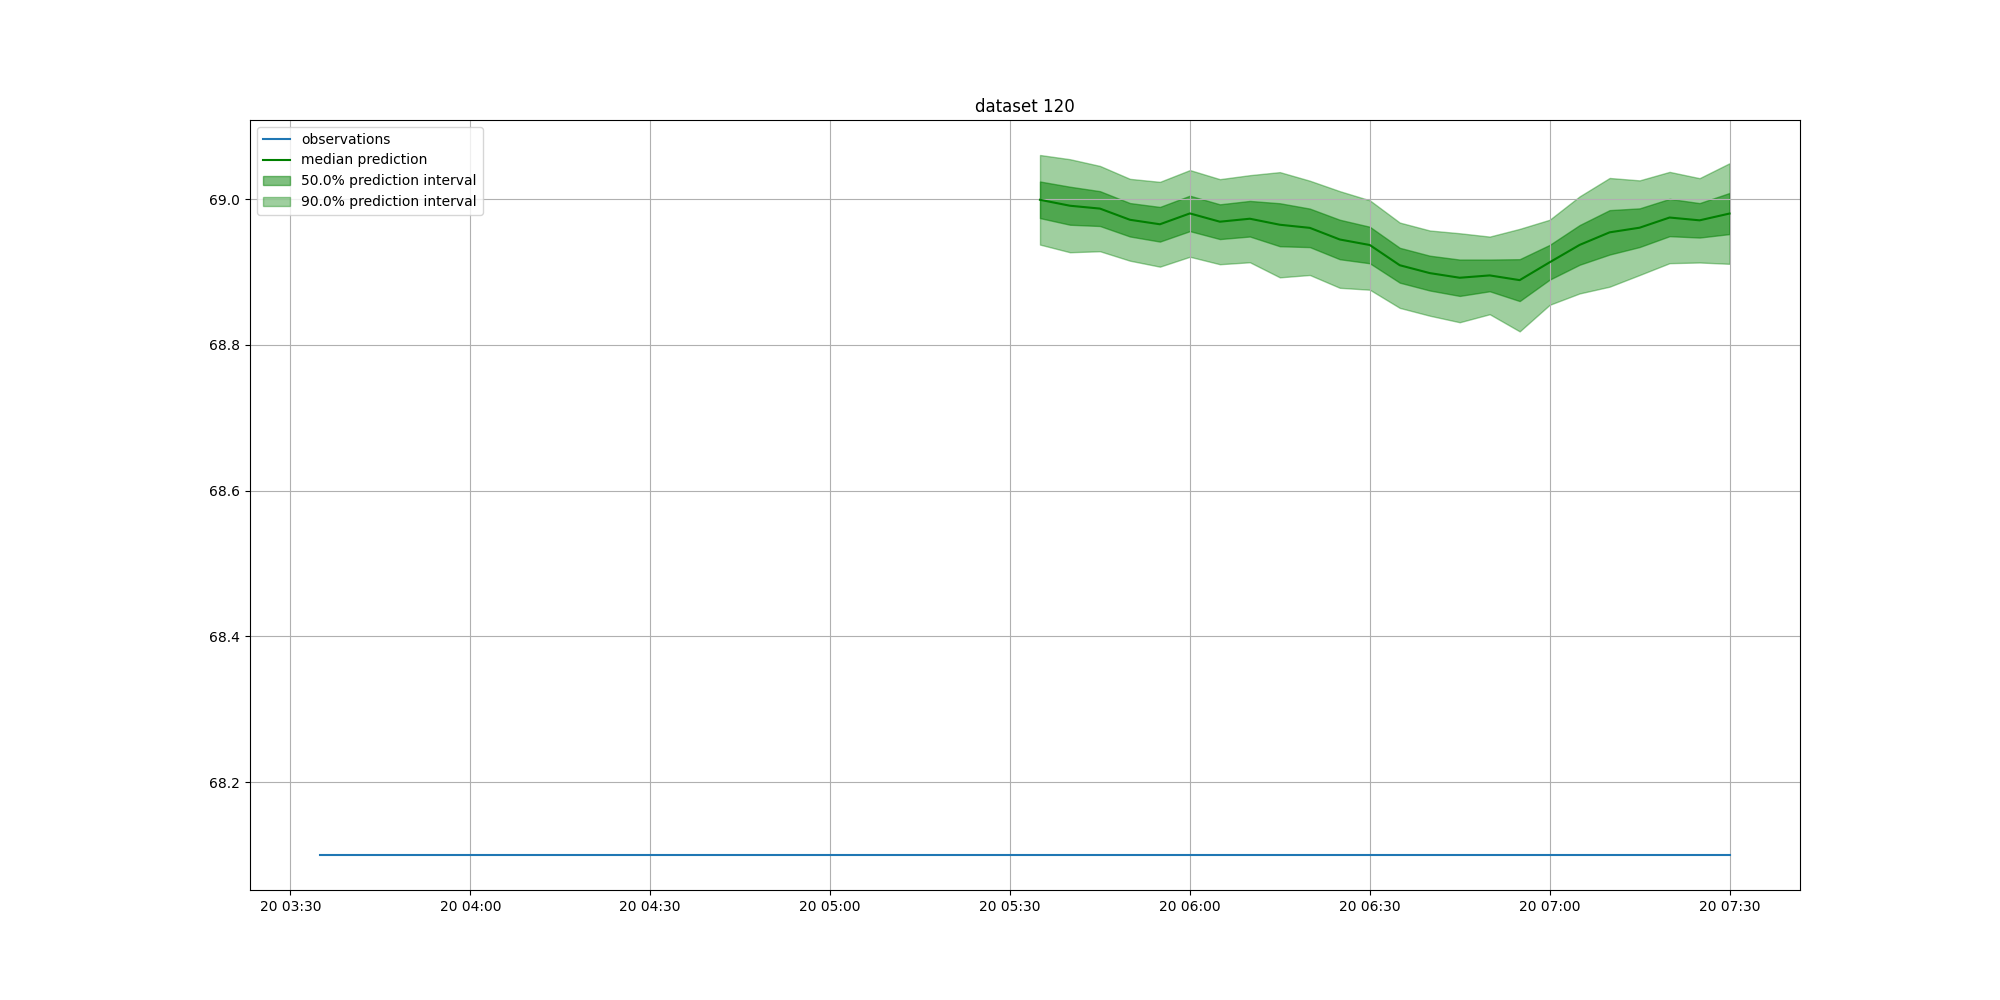 dataset 120
observations
median prediction
50.0% prediction interval
90.0% prediction interval
69.0
68.8
68.6
68.4
68.2
20 03:30 20 04:00 20 04:30 20 05:00 20 05:30 20 06:00 20 06:30 20 07:00 20 07:30